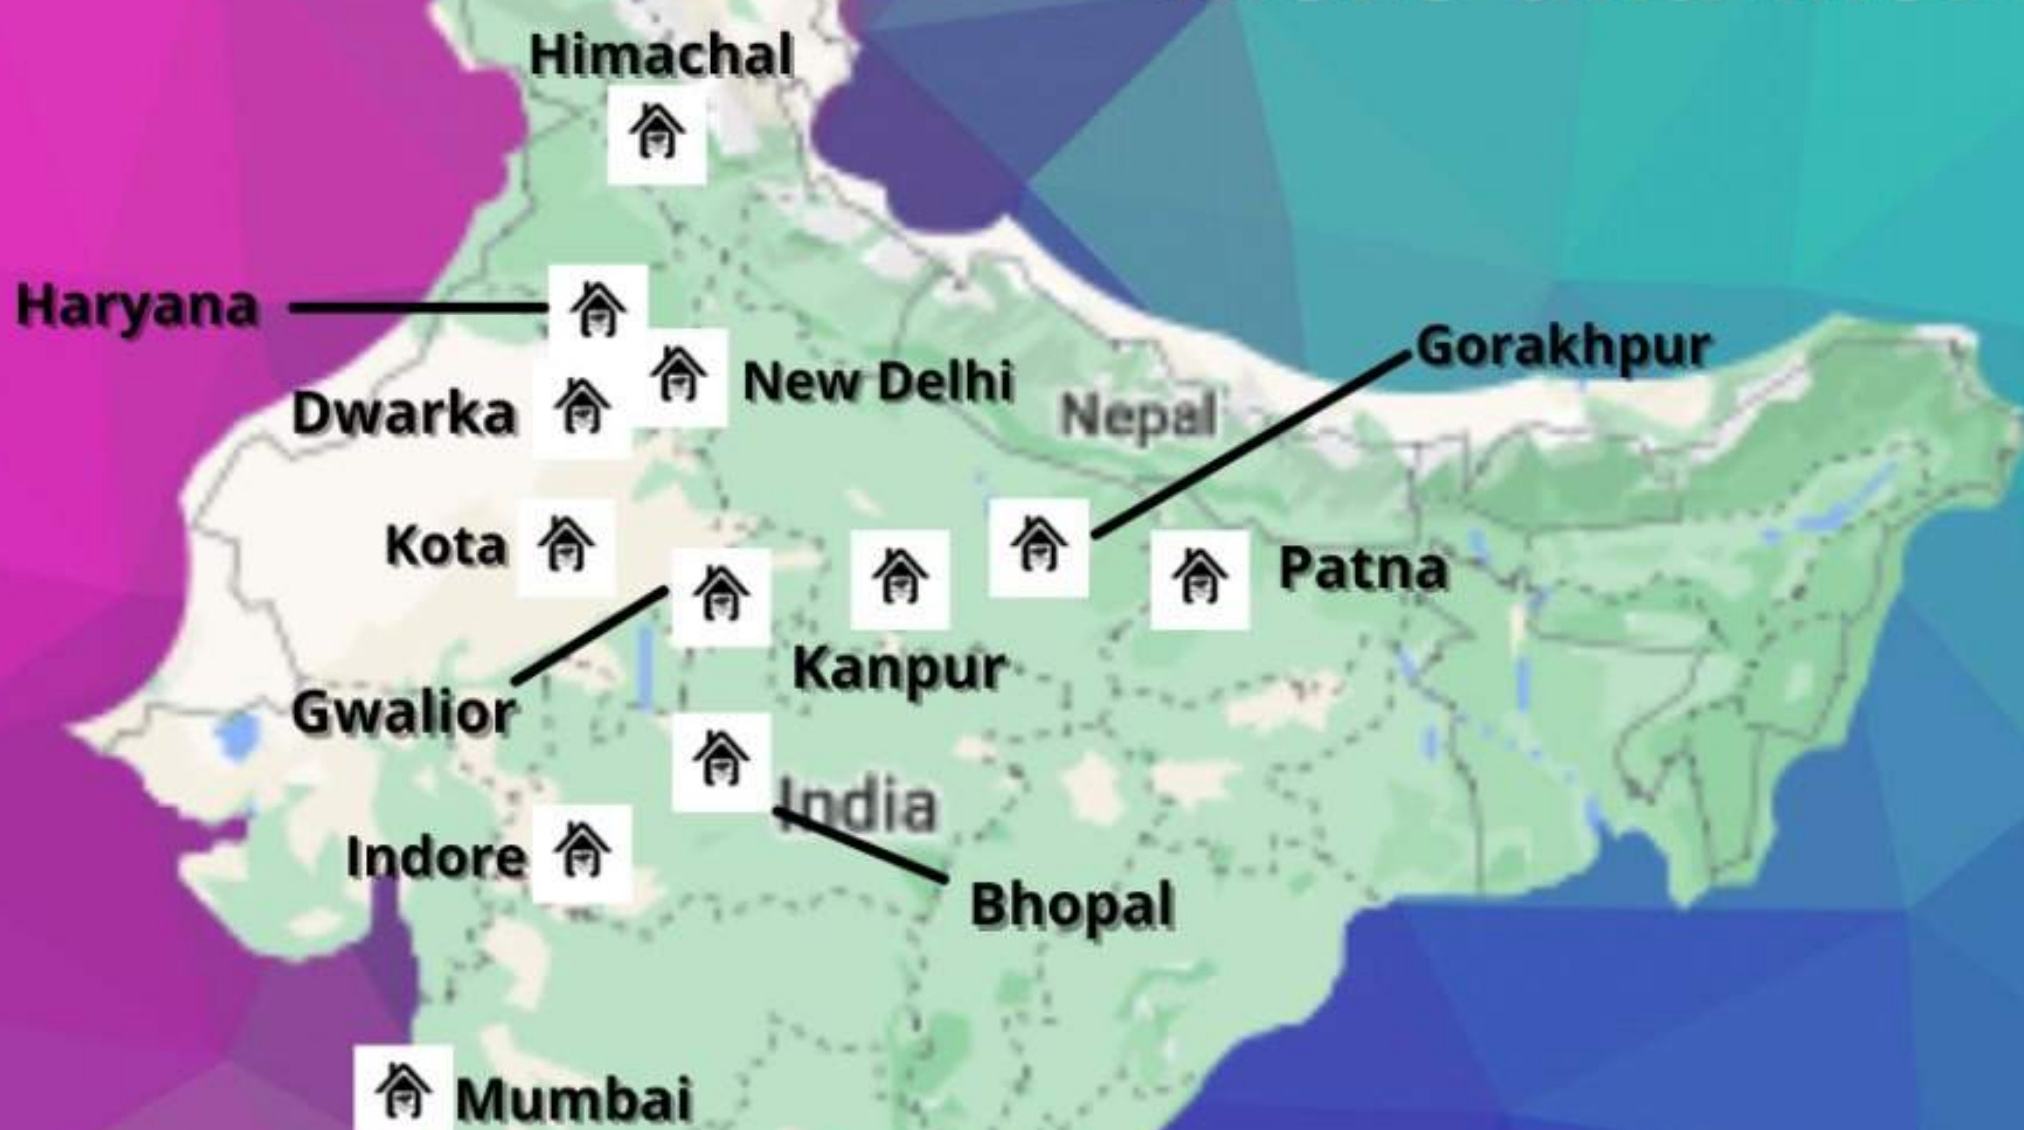 Himachal
Haryana
Gorakhpur
New Delhi
Dwarka
Nepal
Kota
Patna
Kanpur
Gwalior
India
Indore
Bhopal
Mumbai